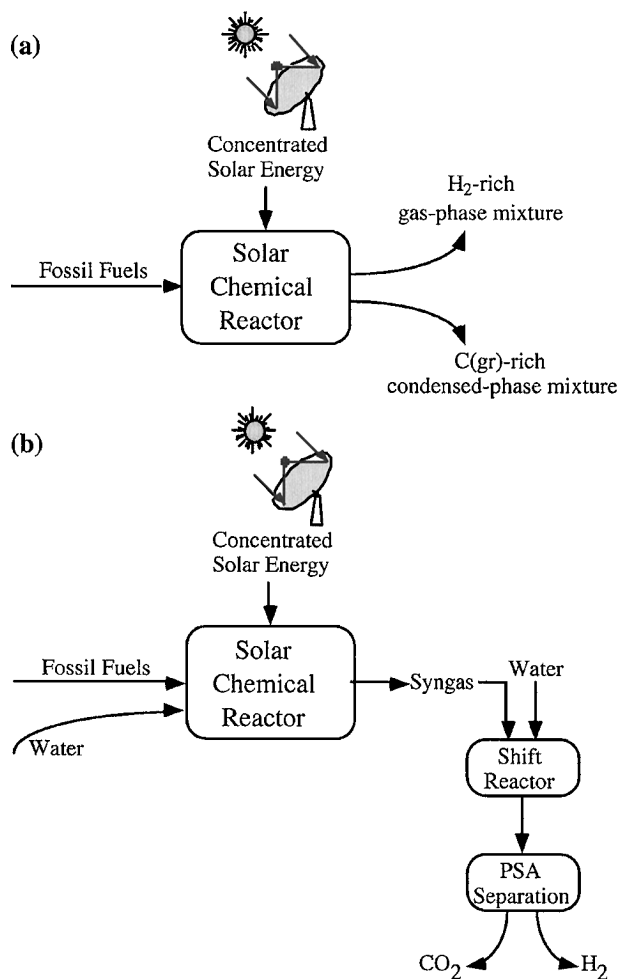 (a)
Concentrated
Solar Energy
H₂-rich
gas-phase mixture
Fossil Fuels
Solar
Chemical
Reactor
C(gr)-rich
condensed-phase mixture
(b)
Concentrated
Solar Energy
Fossil Fuels
Water
Solar
Chemical
Reactor
Syngas
Water
Shift
Reactor
PSA
Separation
CO₂
H₂